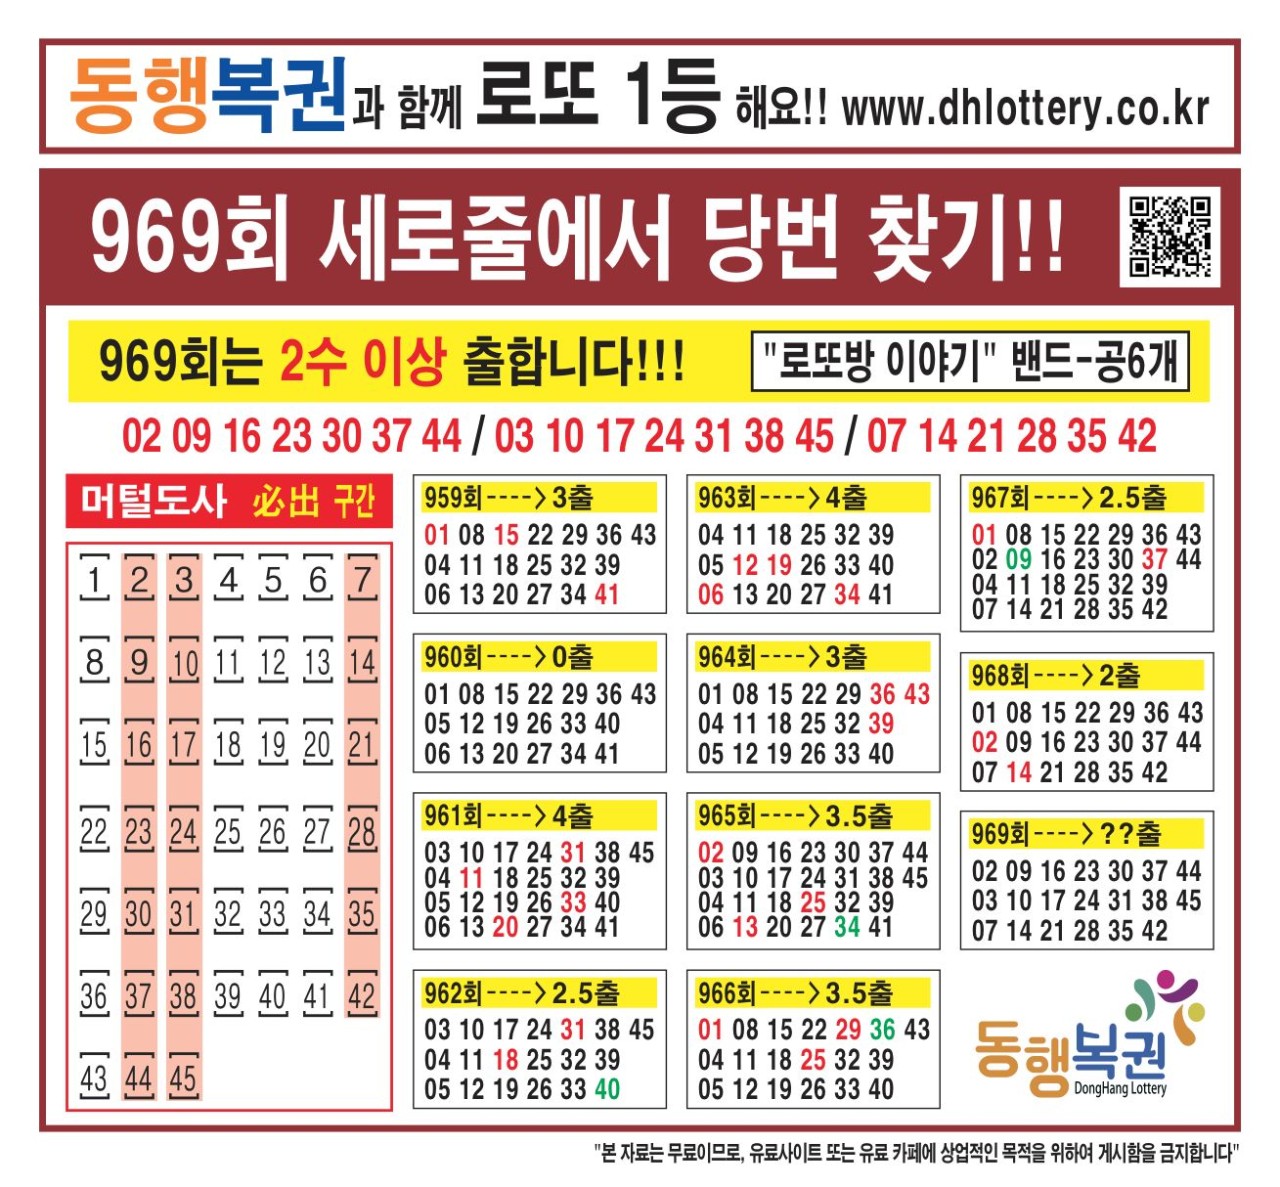 동행복권과 함께 로또 1등 해요!! www.dhlottery.co.kr
969회 세로줄에서 당번 찾기!!
969회는 2수 이상 출합니다!!!
"로또방 이야기" 밴드-공6개
02 09 16 23 30 37 44 / 03 10 17 24 31 38 45 / 07 14 21 28 35 42
머털도사 必出 구간
1 2 3 4 5 6 7
8 9 10 11 12 13 14
15 16 17 18 19 20 21
22 23 24 25 26 27 28
29 30 31 32 33 34 35
36 37 38 39 40 41 42
43 44 45
959회---->3출
01 08 15 22 29 36 43
04 11 18 25 32 39
06 13 20 27 34 41
960회---->0출
01 08 15 22 29 36 43
05 12 19 26 33 40
06 13 20 27 34 41
961회---->4출
03 10 17 24 31 38 45
04 11 18 25 32 39
05 12 19 26 33 40
06 13 20 27 34 41
962회---->2.5출
03 10 17 24 31 38 45
04 11 18 25 32 39
05 12 19 26 33 40
963회---->4출
04 11 18 25 32 39
05 12 19 26 33 40
06 13 20 27 34 41
964회---->3출
01 08 15 22 29 36 43
04 11 18 25 32 39
05 12 19 26 33 40
965회---->3.5출
02 09 16 23 30 37 44
03 10 17 24 31 38 45
04 11 18 25 32 39
06 13 20 27 34 41
966회---->3.5출
01 08 15 22 29 36 43
04 11 18 25 32 39
05 12 19 26 33 40
967회---->2.5출
01 08 15 22 29 36 43
02 09 16 23 30 37 44
04 11 18 25 32 39
07 14 21 28 35 42
968회---->2출
01 08 15 22 29 36 43
02 09 16 23 30 37 44
07 14 21 28 35 42
969회---->??출
02 09 16 23 30 37 44
03 10 17 24 31 38 45
07 14 21 28 35 42
동행복권
DongHang Lottery
"본 자료는 무료이므로, 유료사이트 또는 유료 카페에 상업적인 목적을 위하여 게시함을 금지합니다"